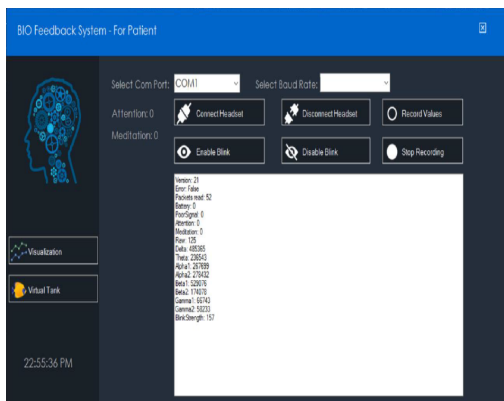 BIO Feedback System - For Patient
Select Com Port: COM1 Select Baud Rate:
Attention: 0
Meditation: 0
Connect Headset
Disconnect Headset
Record Values
Enable Blink
Disable Blink
Stop Recording
Version: 21
Error: False
Packets read: 52
Battery: 0
PoorSignal: 0
Attention: 0
Meditation: 0
Raw: 125
Delta: 485365
Theta: 236543
Alpha1: 267699
Alpha2: 278432
Beta1: 529076
Beta2: 174078
Gamma1: 66743
Gamma2: 58233
BlinkStrength: 157
Visualization
Virtual Tank
22:55:36 PM